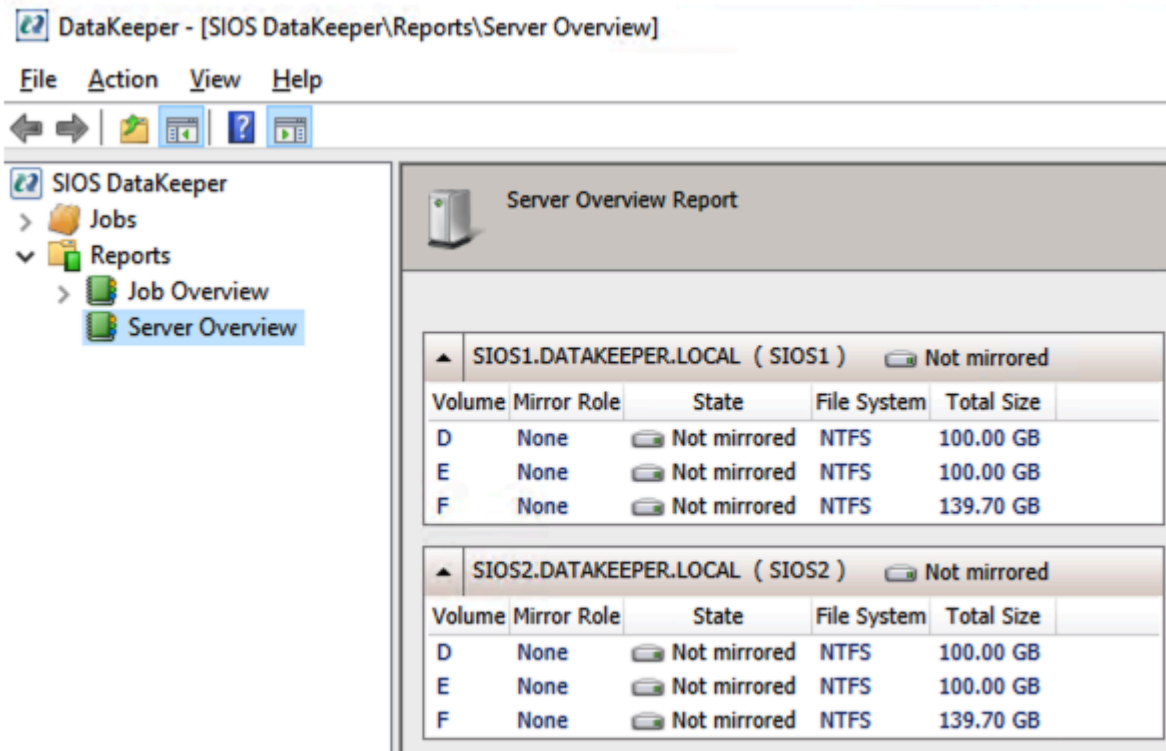 DataKeeper - [SIOS DataKeeper\Reports\Server Overview]
File Action View Help
SIOS DataKeeper
Jobs
Reports
Job Overview
Server Overview
Server Overview Report
SIOS1.DATAKEEPER.LOCAL ( SIOS1 ) Not mirrored
Volume Mirror Role State File System Total Size
D None Not mirrored NTFS 100.00 GB
E None Not mirrored NTFS 100.00 GB
F None Not mirrored NTFS 139.70 GB
SIOS2.DATAKEEPER.LOCAL ( SIOS2 ) Not mirrored
Volume Mirror Role State File System Total Size
D None Not mirrored NTFS 100.00 GB
E None Not mirrored NTFS 100.00 GB
F None Not mirrored NTFS 139.70 GB